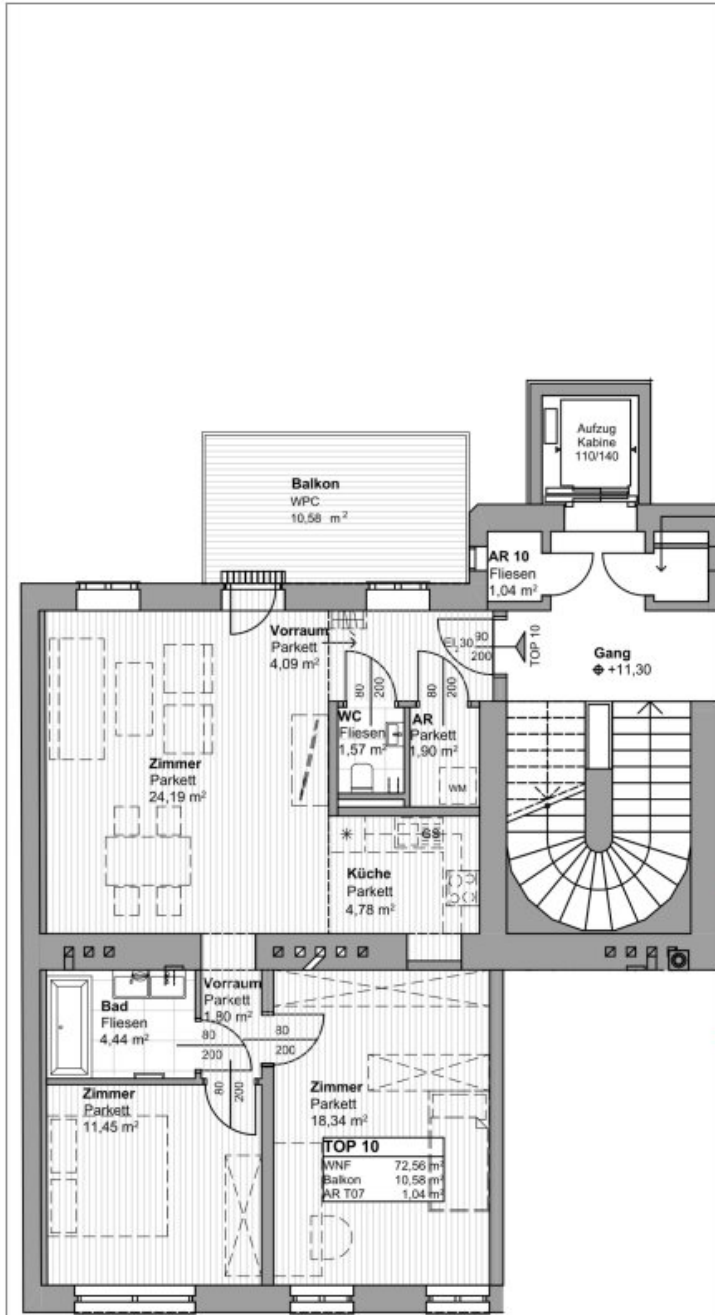 Aufzug
Kabine
110/140
Balkon
WPC
10,58 m²
AR 10
Fliesen
1,04 m²
Vorraum
Parkett
4,09 m²
EI₂30
90
200
TOP 10
Gang
+11,30
80
200
80
200
WC
Fliesen
1,57 m²
AR
Parkett
1,90 m²
WM
Zimmer
Parkett
24,19 m²
GS
Küche
Parkett
4,78 m²
Vorraum
Parkett
1,80 m²
Bad
Fliesen
4,44 m²
80
200
80
200
80
200
Zimmer
Parkett
11,45 m²
Zimmer
Parkett
18,34 m²
TOP 10
WNF 72,56 m²
Balkon 10,58 m²
AR T07 1,04 m²